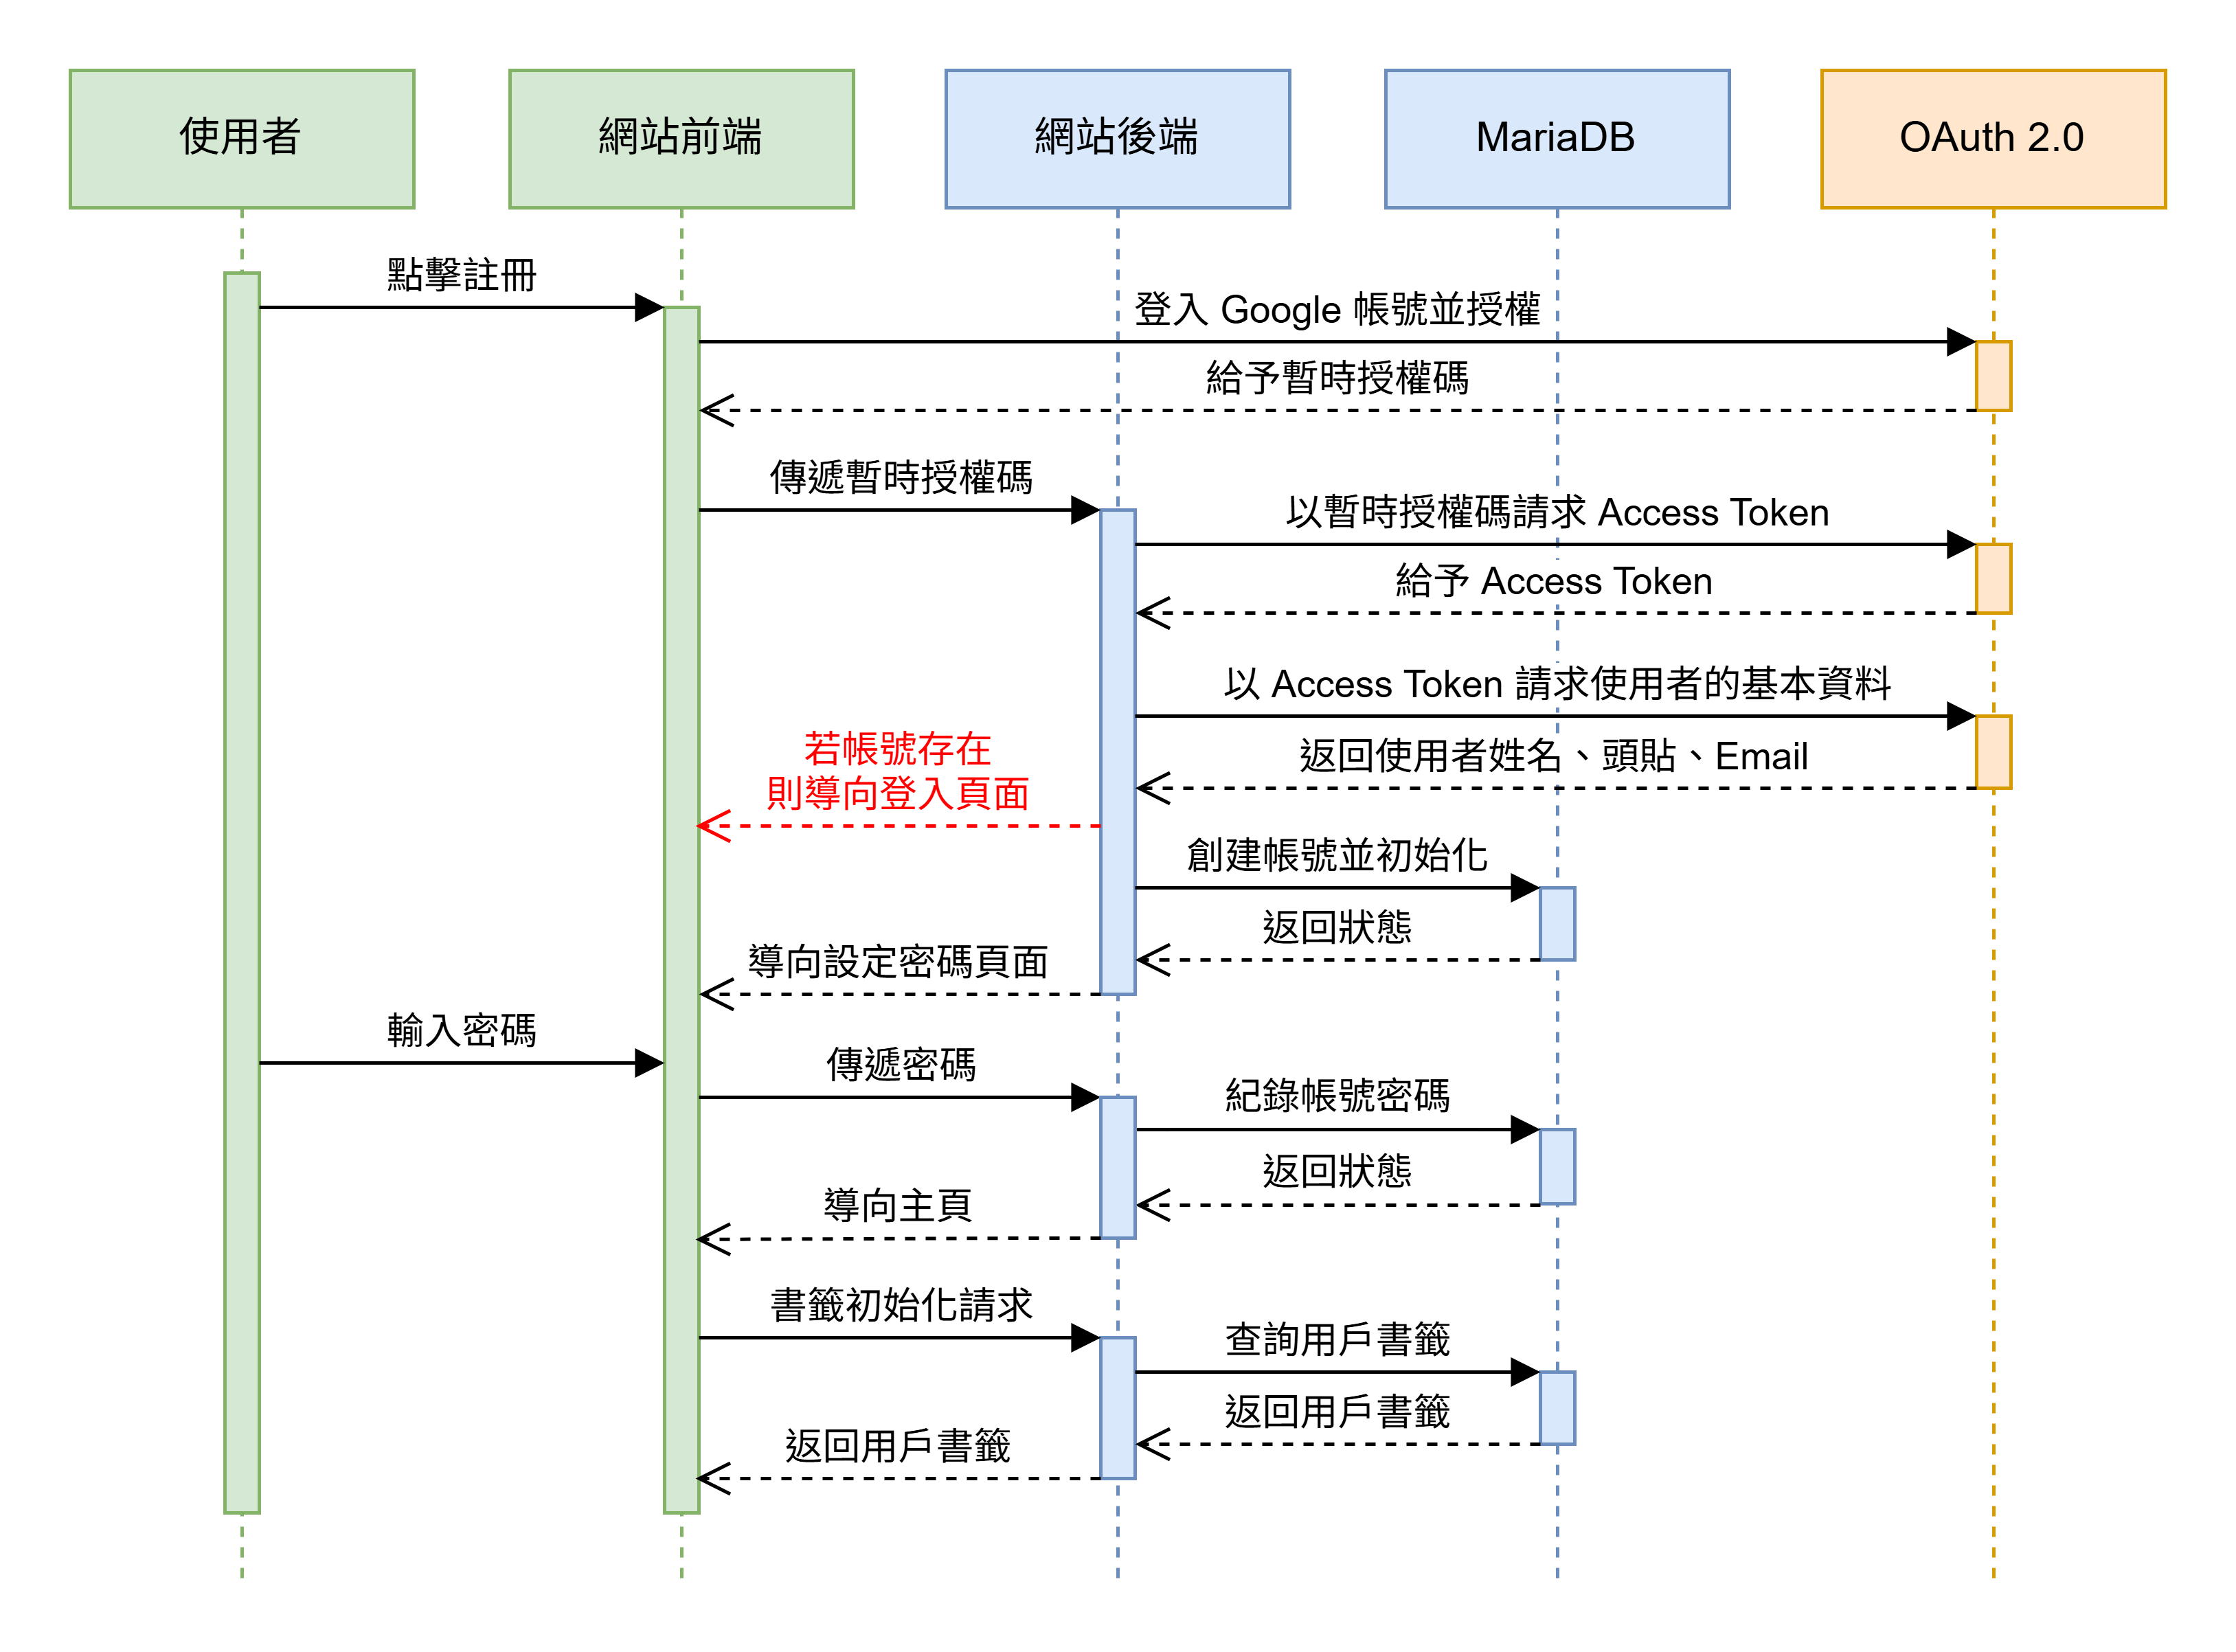 使用者
網站前端
網站後端
MariaDB
OAuth 2.0
點擊註冊
登入 Google 帳號並授權
給予暫時授權碼
傳遞暫時授權碼
以暫時授權碼請求 Access Token
給予 Access Token
以 Access Token 請求使用者的基本資料
返回使用者姓名、頭貼、Email
若帳號存在
則導向登入頁面
創建帳號並初始化
返回狀態
導向設定密碼頁面
輸入密碼
傳遞密碼
紀錄帳號密碼
返回狀態
導向主頁
書籤初始化請求
查詢用戶書籤
返回用戶書籤
返回用戶書籤